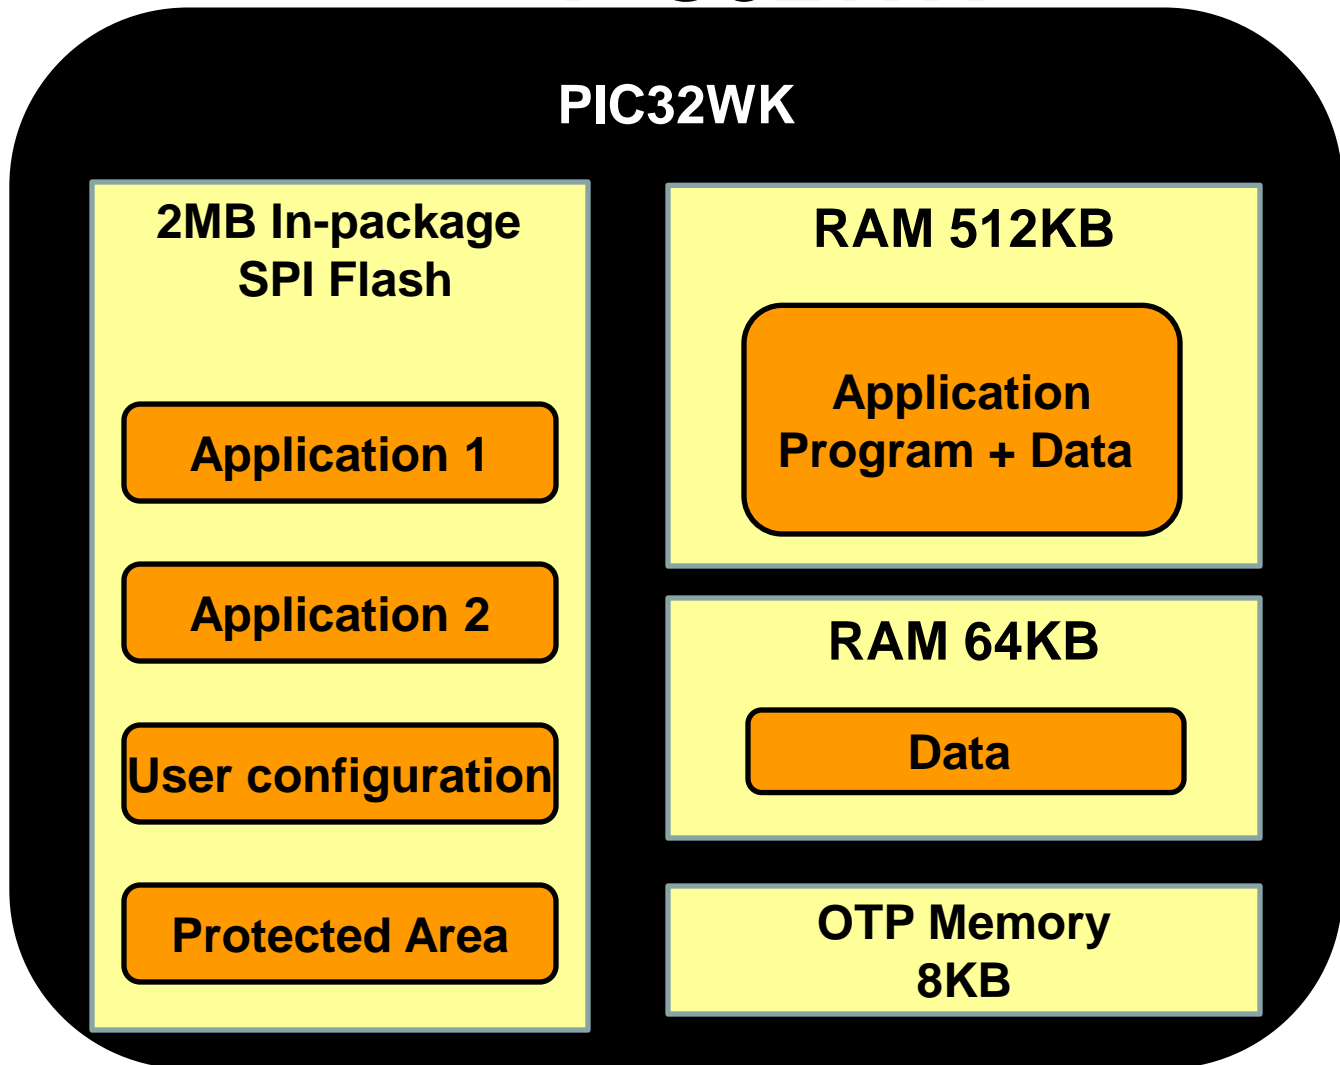 PIC32WK
2MB In-package
SPI Flash
Application 1
Application 2
User configuration
Protected Area
RAM 512KB
Application
Program + Data
RAM 64KB
Data
OTP Memory
8KB